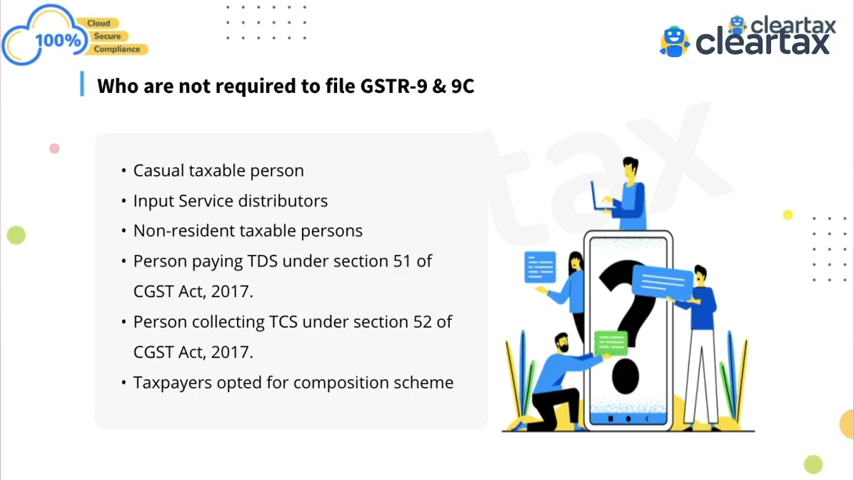 100%
Cloud
Secure
Compliance
cleartax
cleartax
Who are not required to file GSTR-9 & 9C
tax
• Casual taxable person
• Input Service distributors
• Non-resident taxable persons
• Person paying TDS under section 51 of
CGST Act, 2017.
• Person collecting TCS under section 52 of
CGST Act, 2017.
• Taxpayers opted for composition scheme
?